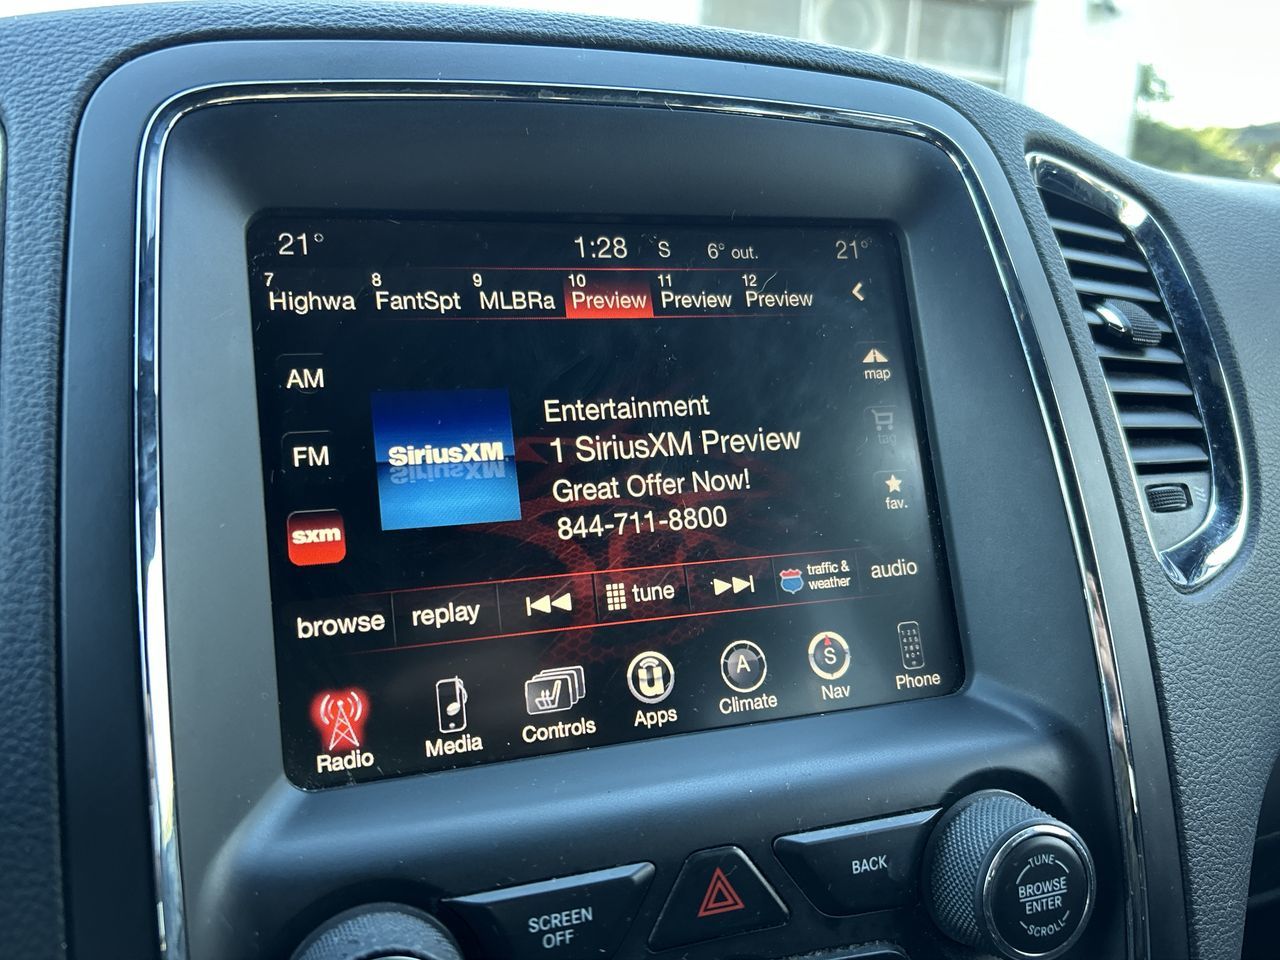 21° 1:28 S 6° out. 21°
7 8 9 10 11 12
Highwa FantSpt MLBRa Preview Preview Preview
AM
FM
sxm
SiriusXM
Entertainment
1 SiriusXM Preview
Great Offer Now!
844-711-8800
map
tag
fav.
browse replay tune traffic & weather audio
Radio Media Controls Apps Climate Nav Phone
A
S
SCREEN
OFF
BACK
TUNE
BROWSE
ENTER
SCROLL